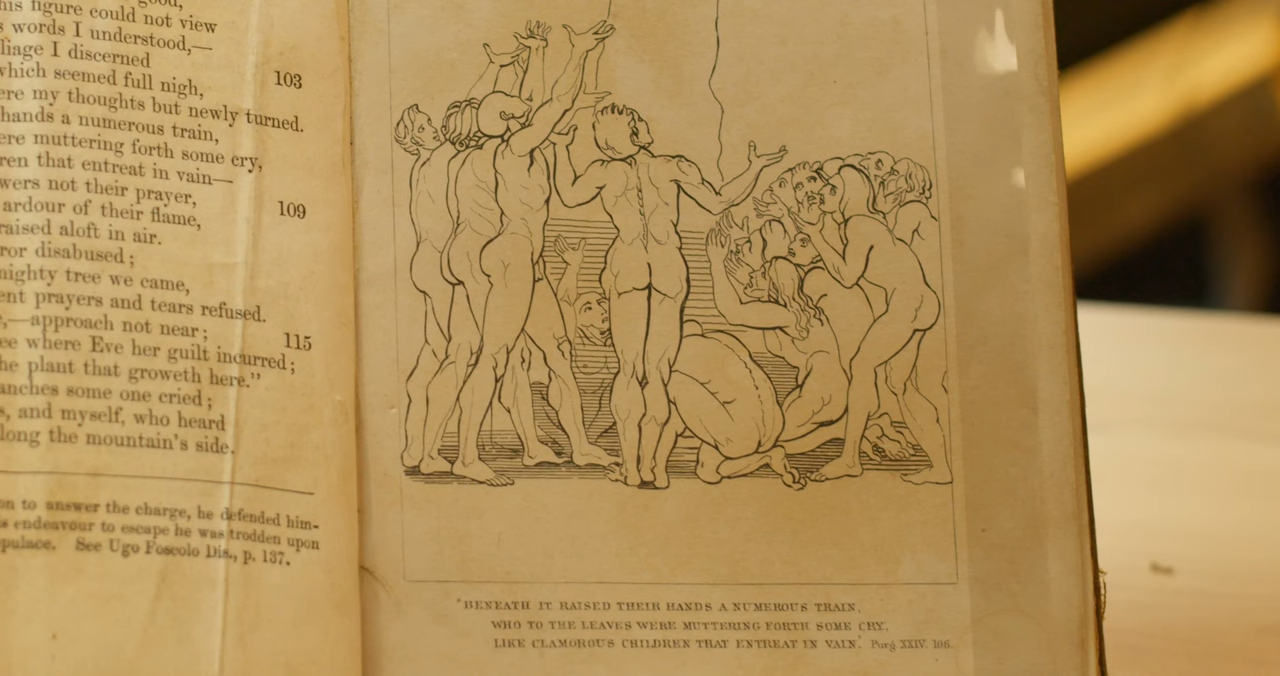 good,
his figure could not view
words I understood,—
liage I discerned
which seemed full nigh,
103
ere my thoughts but newly turned.
hands a numerous train,
ere muttering forth some cry,
ren that entreat in vain—
wers not their prayer,
ardour of their flame,
109
raised aloft in air.
ror disabused;
mighty tree we came,
ent prayers and tears refused.
,—approach not near;
115
ee where Eve her guilt incurred;
he plant that groweth here."
anches some one cried;
s, and myself, who heard
long the mountain's side.
on to answer the charge, he defended him-
s endeavour to escape he was trodden upon
pulace. See Ugo Foscolo Dis., p. 137.
"BENEATH IT RAISED THEIR HANDS A NUMEROUS TRAIN,
WHO TO THE LEAVES WERE MUTTERING FORTH SOME CRY,
LIKE CLAMOROUS CHILDREN THAT ENTREAT IN VAIN." Purg XXIV. 106.